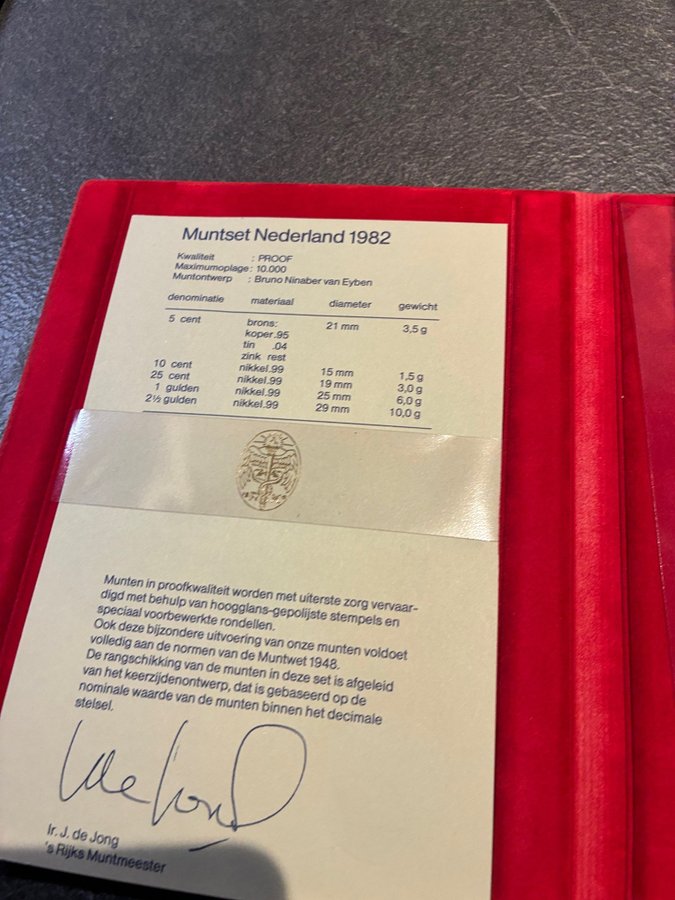 Muntset Nederland 1982
Kwaliteit : PROOF
Maximumoplage : 10.000
Muntontwerp : Bruno Ninaber van Eyben
denominatie materiaal diameter gewicht
5 cent brons: 21 mm 3,5 g
koper.95
tin .04
zink rest
10 cent nikkel.99 15 mm 1,5 g
25 cent nikkel.99 19 mm 3,0 g
1 gulden nikkel.99 25 mm 6,0 g
2½ gulden nikkel.99 29 mm 10,0 g
Munten in proofkwaliteit worden met uiterste zorg vervaar-
digd met behulp van hoogglans-gepolijste stempels en
speciaal voorbewerkte rondellen.
Ook deze bijzondere uitvoering van onze munten voldoet
volledig aan de normen van de Muntwet 1948.
De rangschikking van de munten in deze set is afgeleid
van het keerzijdenontwerp, dat is gebaseerd op de
nominale waarde van de munten binnen het decimale
stelsel.
Ir. J. de Jong
's Rijks Muntmeester